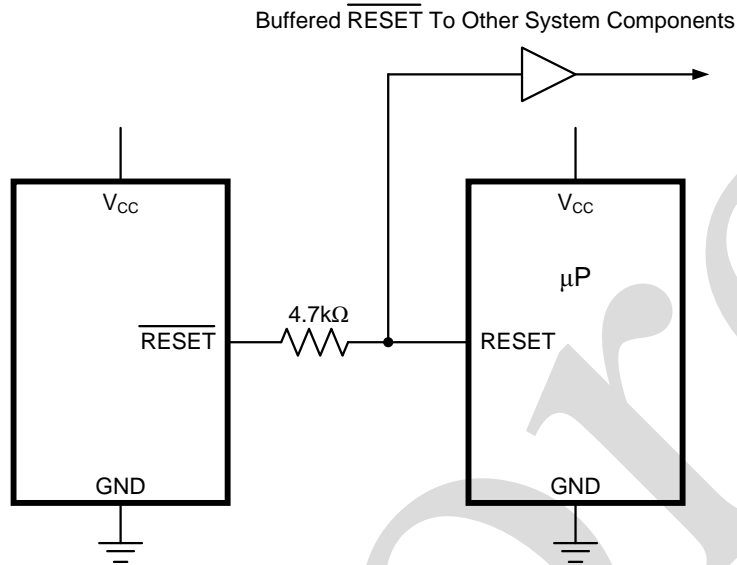 Buffered RESET To Other System Components
VCC
VCC
μP
4.7kΩ
RESET
RESET
GND
GND